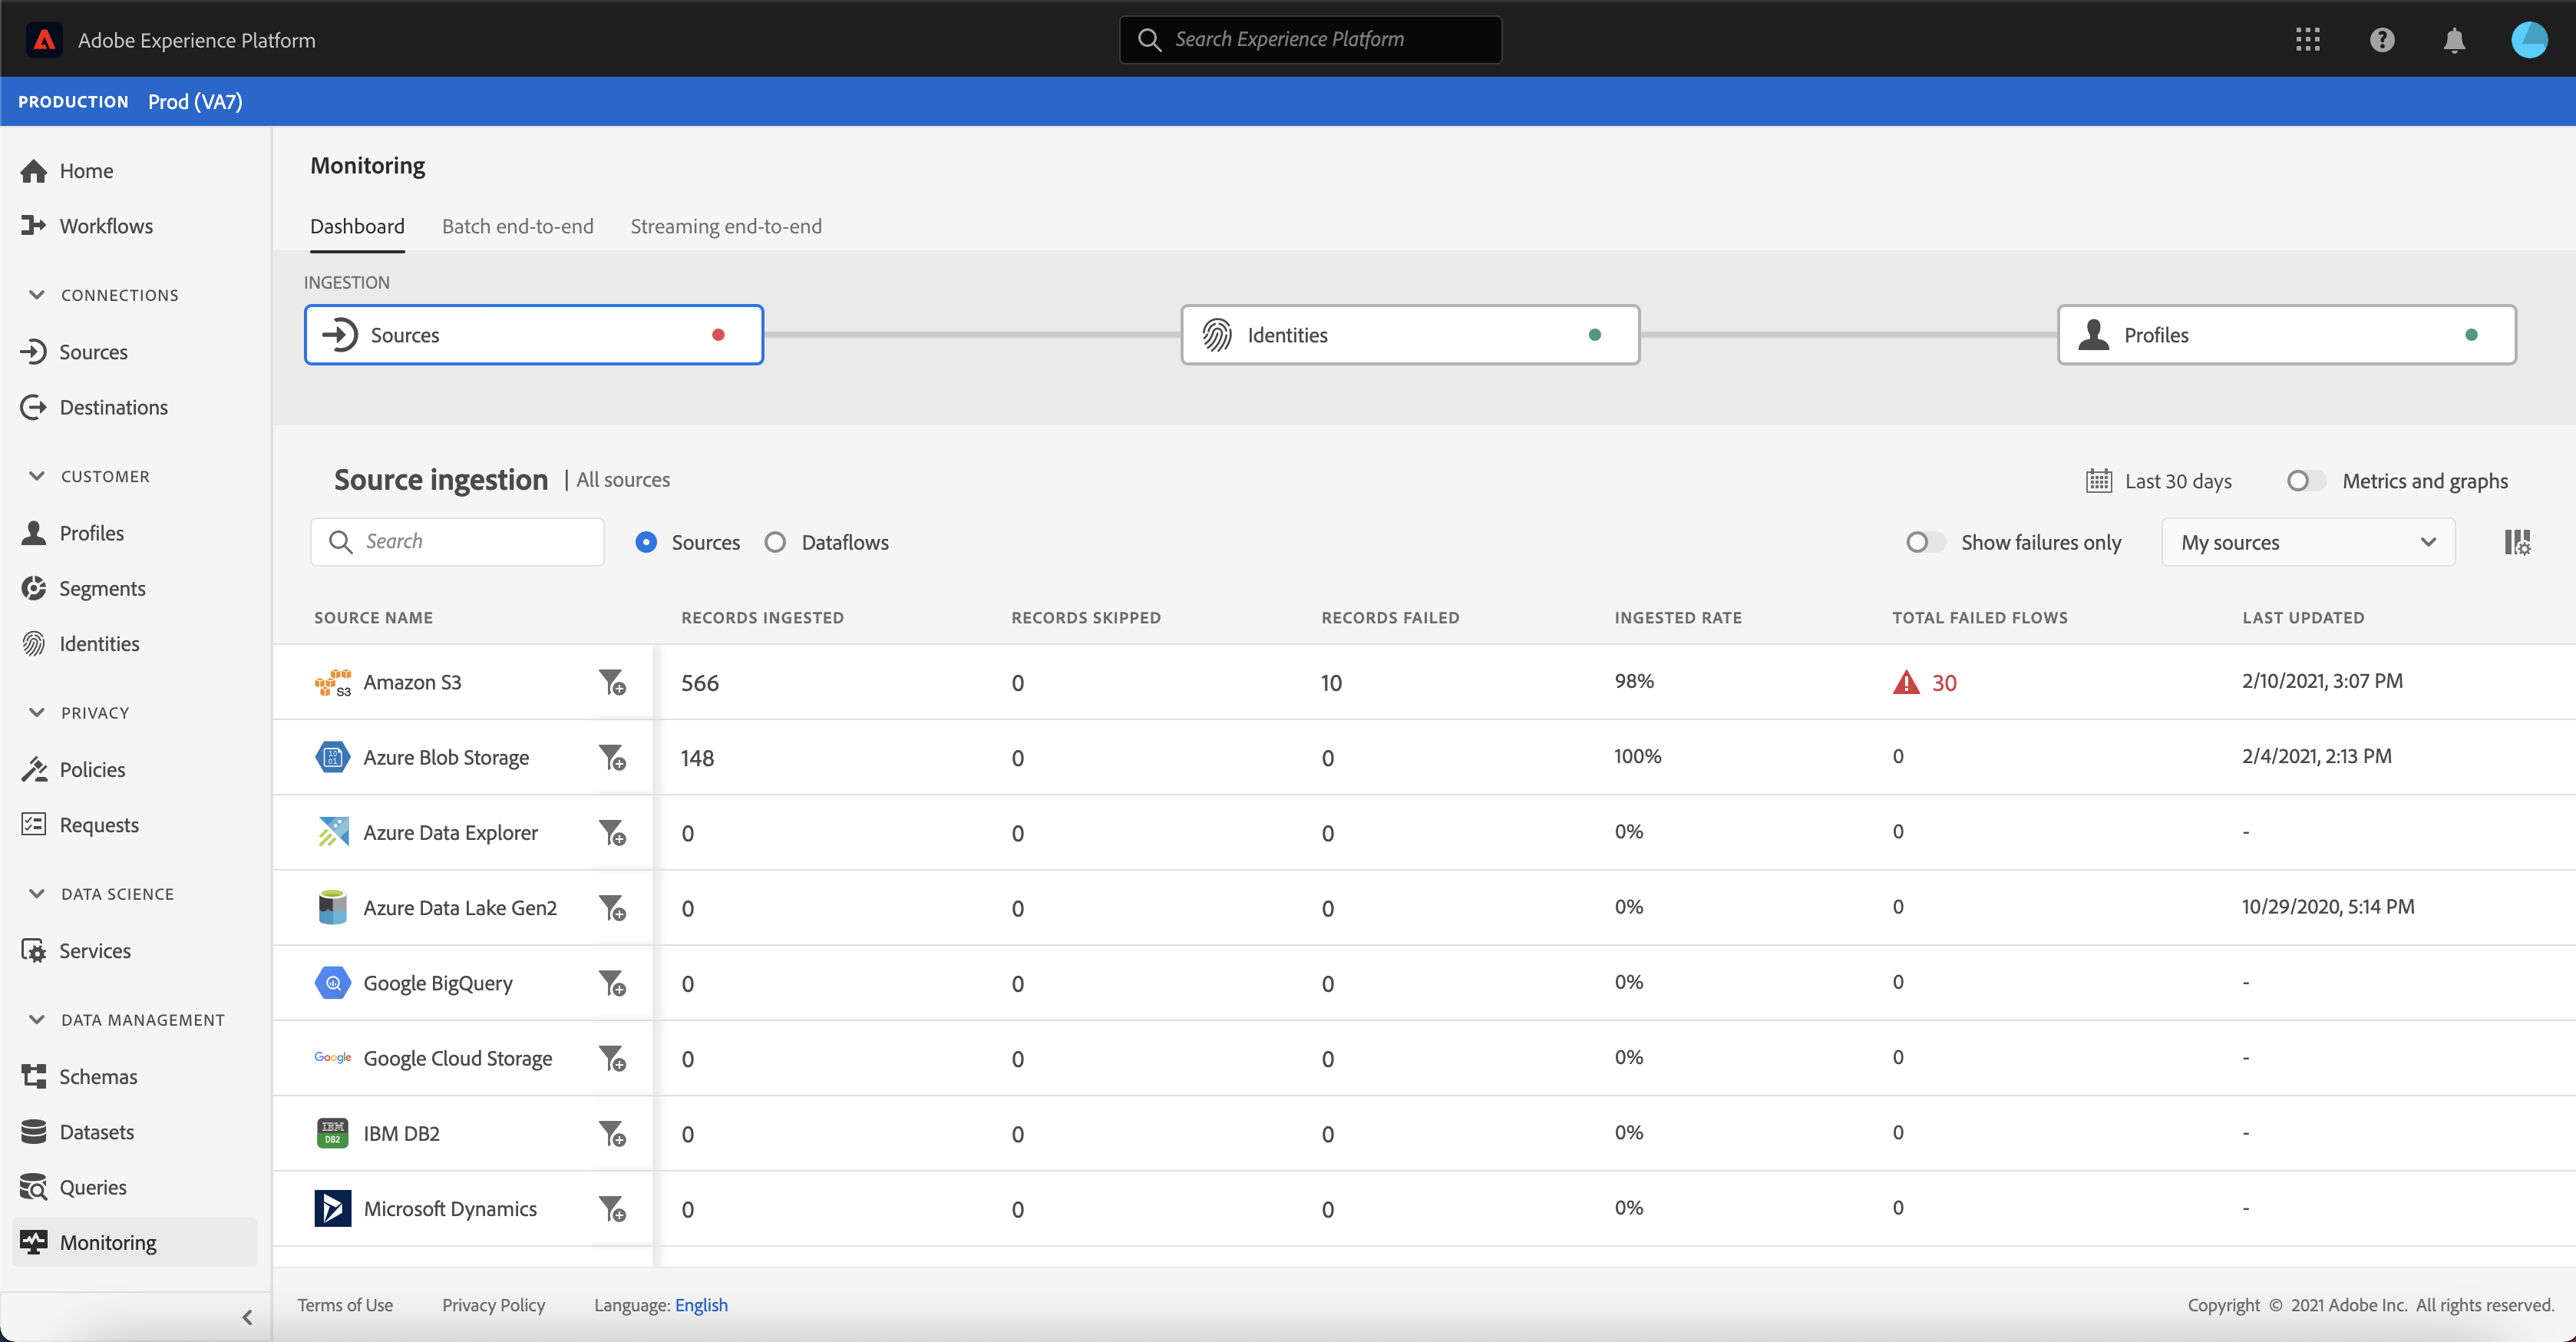 Adobe Experience Platform
Search Experience Platform
PRODUCTION Prod (VA7)
Home
Workflows
CONNECTIONS
Sources
Destinations
CUSTOMER
Profiles
Segments
Identities
PRIVACY
Policies
Requests
DATA SCIENCE
Services
DATA MANAGEMENT
Schemas
Datasets
Queries
Monitoring
Monitoring
Dashboard Batch end-to-end Streaming end-to-end
INGESTION
Sources Identities Profiles
Source ingestion | All sources Last 30 days Metrics and graphs
Search Sources Dataflows Show failures only My sources
SOURCE NAME RECORDS INGESTED RECORDS SKIPPED RECORDS FAILED INGESTED RATE TOTAL FAILED FLOWS LAST UPDATED
S3 Amazon S3 566 0 10 98% 30 2/10/2021, 3:07 PM
10 01 Azure Blob Storage 148 0 0 100% 0 2/4/2021, 2:13 PM
Azure Data Explorer 0 0 0 0% 0 -
Azure Data Lake Gen2 0 0 0 0% 0 10/29/2020, 5:14 PM
Google BigQuery 0 0 0 0% 0 -
Google Google Cloud Storage 0 0 0 0% 0 -
IBM DB2 IBM DB2 0 0 0 0% 0 -
Microsoft Dynamics 0 0 0 0% 0 -
Terms of Use Privacy Policy Language: English Copyright © 2021 Adobe Inc. All rights reserved.